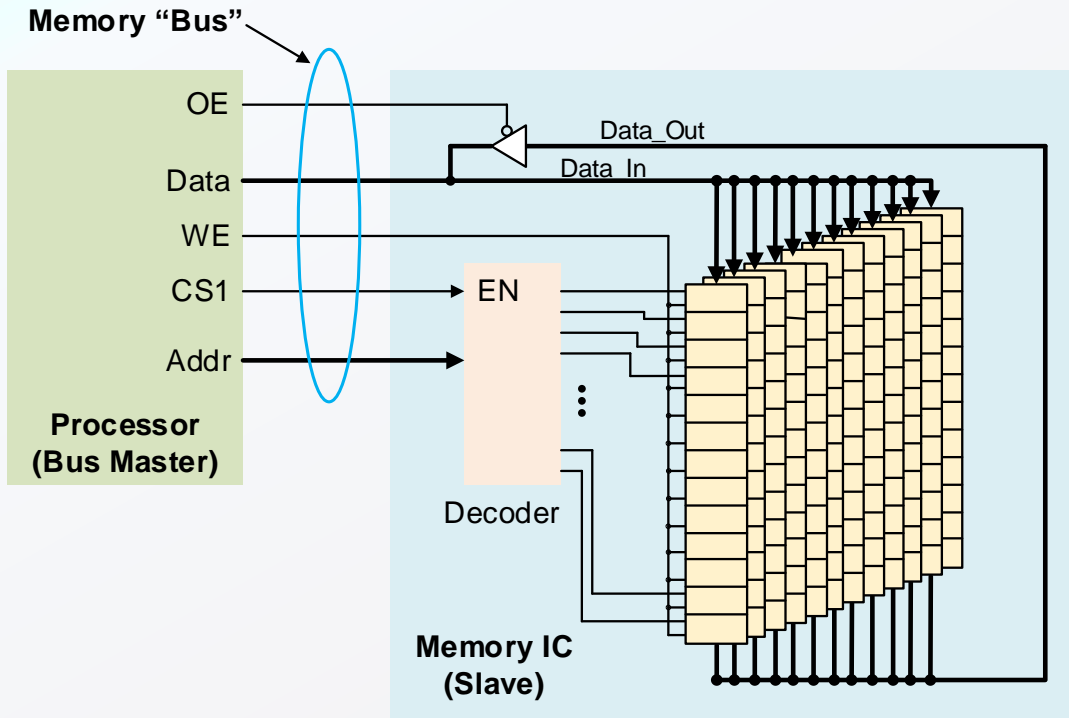 Memory “Bus”
OE
Data_Out
Data_In
Data
WE
CS1
EN
Addr
Processor
(Bus Master)
Decoder
Memory IC
(Slave)